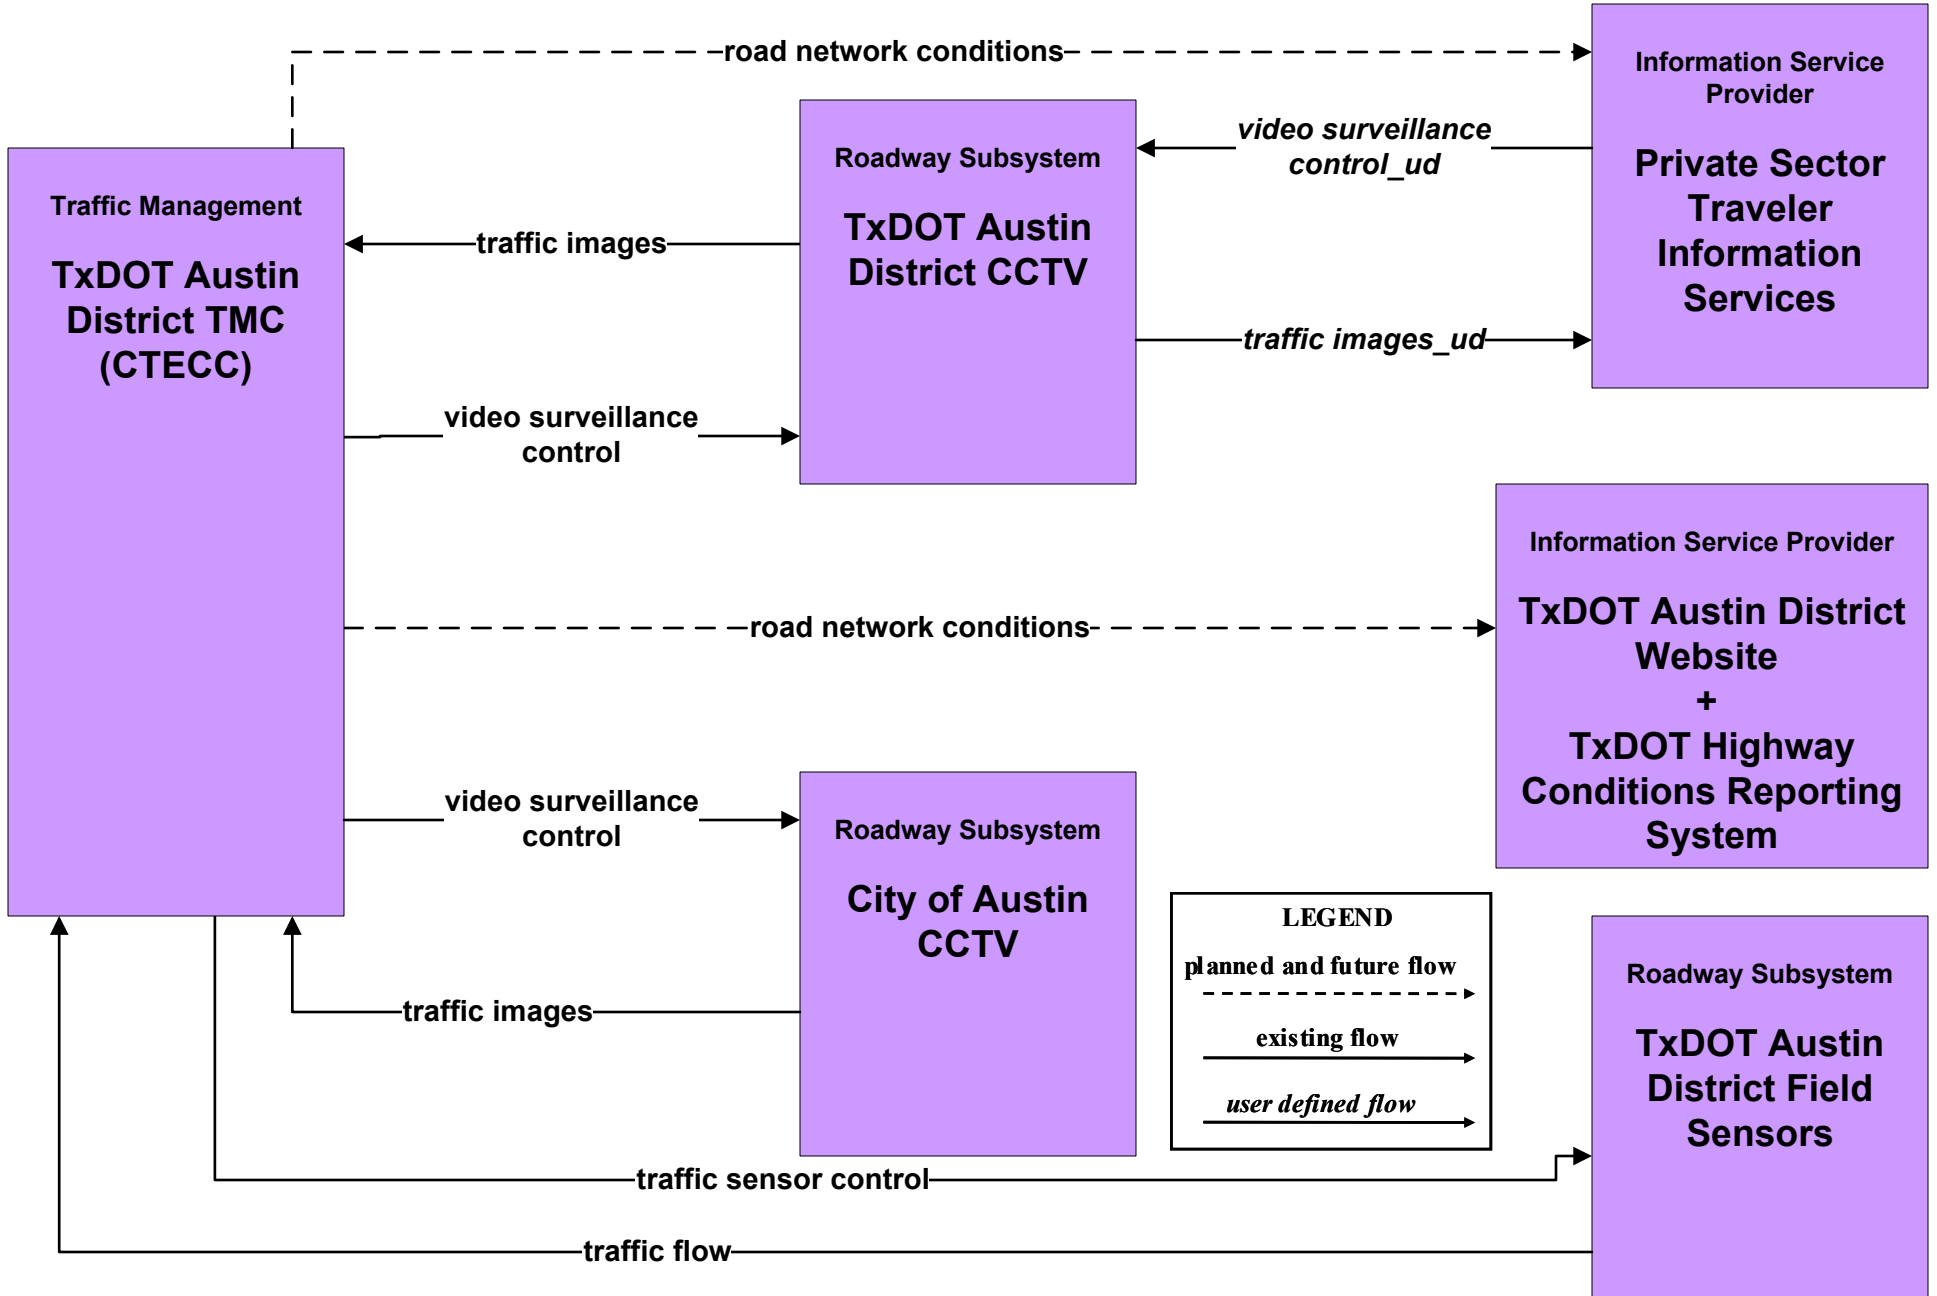 road network conditions
Information Service
Provider
Private Sector
Traveler
Information
Services
video surveillance
control_ud
Roadway Subsystem
TxDOT Austin
District CCTV
Traffic Management
TxDOT Austin
District TMC
(CTECC)
traffic images
traffic images_ud
video surveillance
control
Information Service Provider
TxDOT Austin District
Website
+
TxDOT Highway
Conditions Reporting
System
road network conditions
video surveillance
control
Roadway Subsystem
City of Austin
CCTV
traffic images
LEGEND
planned and future flow
existing flow
user defined flow
Roadway Subsystem
TxDOT Austin
District Field
Sensors
traffic sensor control
traffic flow